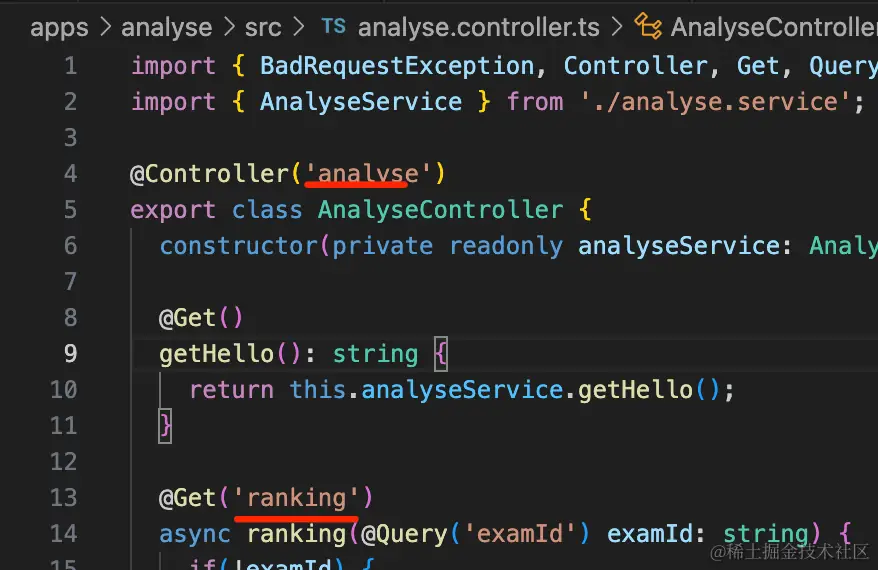 apps > analyse > src > TS analyse.controller.ts > AnalyseController
1 import { BadRequestException, Controller, Get, Query
2 import { AnalyseService } from './analyse.service';
3
4 @Controller('analyse')
5 export class AnalyseController {
6 constructor(private readonly analyseService: Analy
7
8 @Get()
9 getHello(): string {
10 return this.analyseService.getHello();
11 }
12
13 @Get('ranking')
14 async ranking(@Query('examId') examId: string) {
15 if(!examId) {
@稀土掘金技术社区